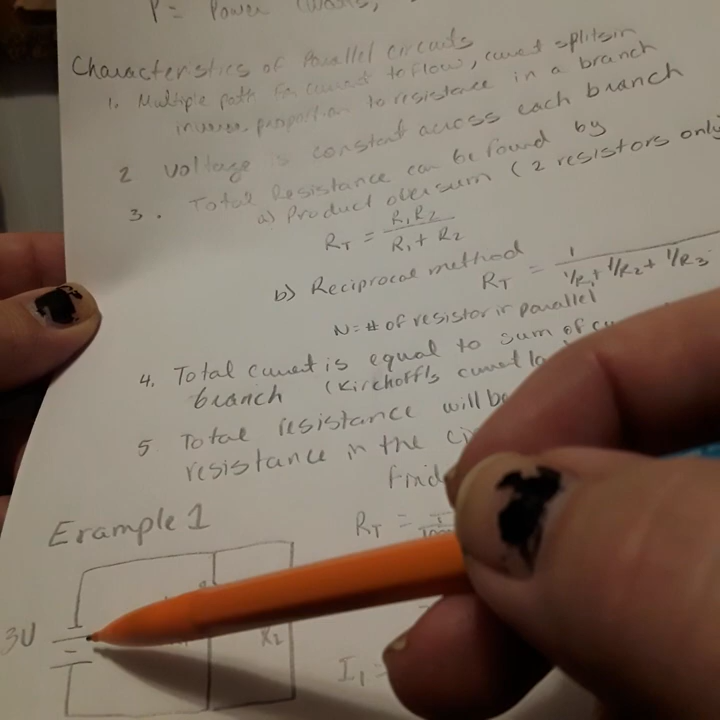 P = Power (Watts,
Characteristics of Parallel Circuits
1. Multiple path for current to flow, current splits in
inverse proportion to resistance in a branch
2 Voltage is constant across each branch
3. Total Resistance can be found by
a) Product over sum (2 resistors only
RT = R1R2
R1 + R2
b) Reciprocal method
RT = 1
1/R1 + 1/R2 + 1/R3
N = # of resistor in parallel
4. Total current is equal to sum of
branch (Kirchoff's current
5 Total resistance will be
resistance in the
find
Example 1
RT =
3V
R2
I1 =